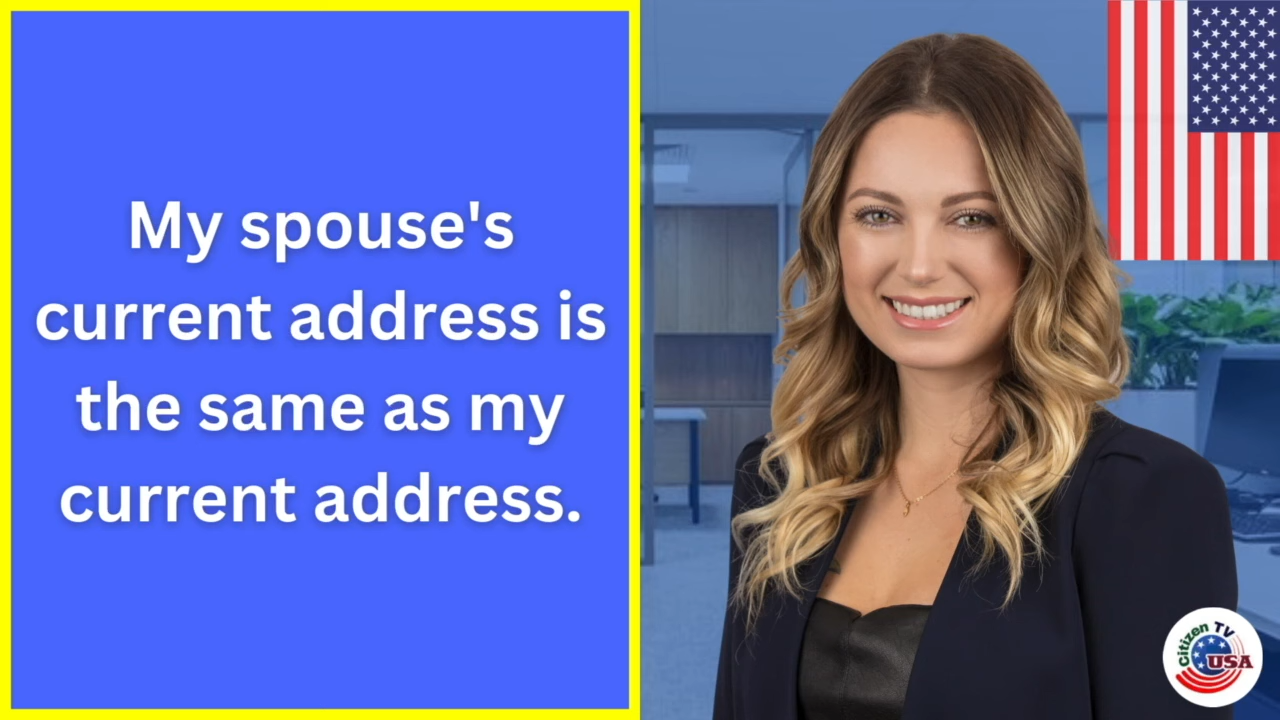 My spouse's
current address is
the same as my
current address.
Citizen TV
USA